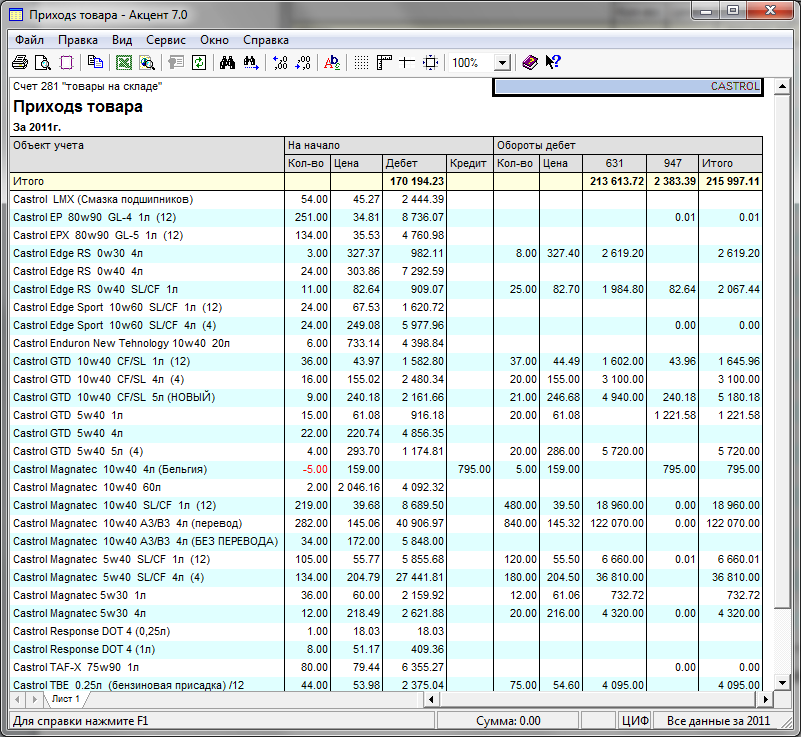 Приходs товара - Акцент 7.0
Файл Правка Вид Сервис Окно Справка
100%
Счет 281 "товары на складе" CASTROL
Приходs товара
За 2011г.
Объект учета На начало Обороты дебет
Кол-во Цена Дебет Кредит Кол-во Цена 631 947 Итого
Итого 170 194.23 213 613.72 2 383.39 215 997.11
Castrol LMX (Смазка подшипников) 54.00 45.27 2 444.39
Castrol EP 80w90 GL-4 1л (12) 251.00 34.81 8 736.07 0.01 0.01
Castrol EPX 80w90 GL-5 1л (12) 134.00 35.53 4 760.98
Castrol Edge RS 0w30 4л 3.00 327.37 982.11 8.00 327.40 2 619.20 2 619.20
Castrol Edge RS 0w40 4л 24.00 303.86 7 292.59
Castrol Edge RS 0w40 SL/CF 1л 11.00 82.64 909.07 25.00 82.70 1 984.80 82.64 2 067.44
Castrol Edge Sport 10w60 SL/CF 1л (12) 24.00 67.53 1 620.72
Castrol Edge Sport 10w60 SL/CF 4л (4) 24.00 249.08 5 977.96 0.00 0.00
Castrol Enduron New Tehnology 10w40 20л 6.00 733.14 4 398.84
Castrol GTD 10w40 CF/SL 1л (12) 36.00 43.97 1 582.80 37.00 44.49 1 602.00 43.96 1 645.96
Castrol GTD 10w40 CF/SL 4л (4) 16.00 155.02 2 480.34 20.00 155.00 3 100.00 3 100.00
Castrol GTD 10w40 CF/SL 5л (НОВЫЙ) 9.00 240.18 2 161.66 21.00 246.68 4 940.00 240.18 5 180.18
Castrol GTD 5w40 1л 15.00 61.08 916.18 20.00 61.08 1 221.58 1 221.58
Castrol GTD 5w40 4л 22.00 220.74 4 856.35
Castrol GTD 5w40 5л (4) 4.00 293.70 1 174.81 20.00 286.00 5 720.00 5 720.00
Castrol Magnatec 10w40 4л (Бельгия) -5.00 159.00 795.00 5.00 159.00 795.00 795.00
Castrol Magnatec 10w40 60л 2.00 2 046.16 4 092.32
Castrol Magnatec 10w40 SL/CF 1л (12) 219.00 39.68 8 689.50 480.00 39.50 18 960.00 0.00 18 960.00
Castrol Magnatec 10w40 A3/B3 4л (перевод) 282.00 145.06 40 906.97 840.00 145.32 122 070.00 0.00 122 070.00
Castrol Magnatec 10w40 A3/B3 4л (БЕЗ ПЕРЕВОДА) 34.00 172.00 5 848.00
Castrol Magnatec 5w40 SL/CF 1л (12) 105.00 55.77 5 855.68 120.00 55.50 6 660.00 0.01 6 660.01
Castrol Magnatec 5w40 SL/CF 4л (4) 134.00 204.79 27 441.81 180.00 204.50 36 810.00 36 810.00
Castrol Magnatec 5w30 1л 36.00 60.00 2 159.92 12.00 61.06 732.72 732.72
Castrol Magnatec 5w30 4л 12.00 218.49 2 621.88 20.00 216.00 4 320.00 0.00 4 320.00
Castrol Response DOT 4 (0,25л) 1.00 18.03 18.03
Castrol Response DOT 4 (1л) 8.00 51.17 409.36
Castrol TAF-X 75w90 1л 80.00 79.44 6 355.27 0.00 0.00
Castrol TBE 0.25л (бензиновая присадка) /12 44.00 53.98 2 375.04 75.00 54.60 4 095.00 4 095.00
Лист 1
Для справки нажмите F1 Сумма: 0.00 ЦИФ Все данные за 2011